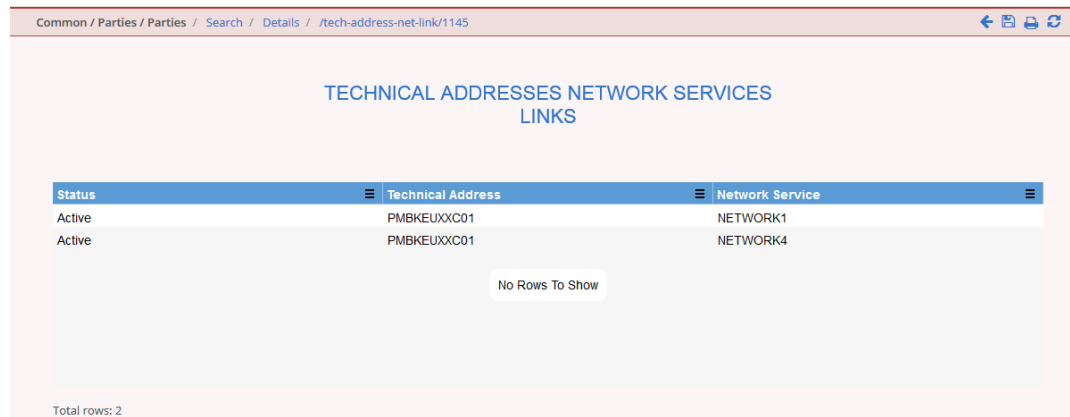 Common / Parties / Parties / Search / Details / /tech-address-net-link/1145
TECHNICAL ADDRESSES NETWORK SERVICES
LINKS
Status Technical Address Network Service
Active PMBKEUXXC01 NETWORK1
Active PMBKEUXXC01 NETWORK4
No Rows To Show
Total rows: 2